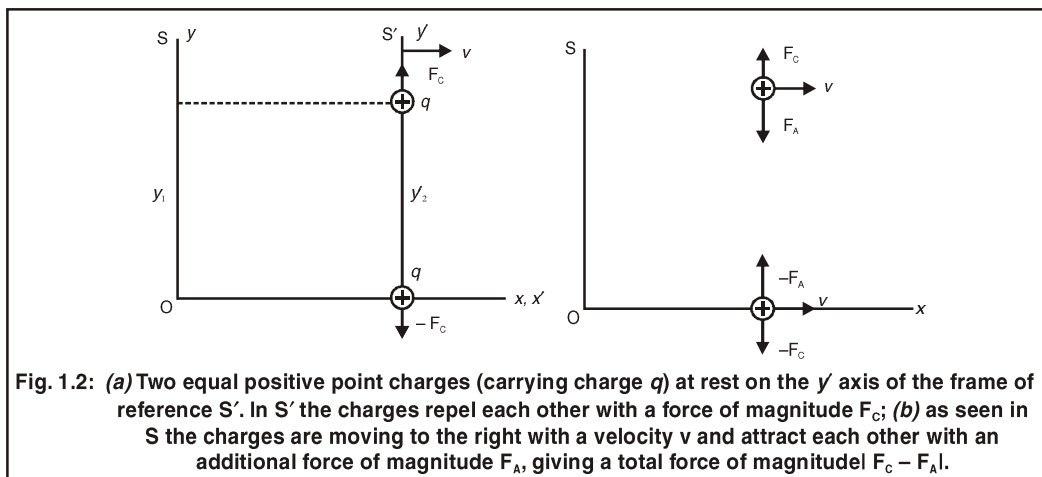 S y
S′ y′
v
F_C
q
y₁
y′₂
q
O
x, x′
– F_C
S
F_C
v
F_A
–F_A
v
O
x
–F_C
Fig. 1.2: (a) Two equal positive point charges (carrying charge q) at rest on the y′ axis of the frame of
reference S′. In S′ the charges repel each other with a force of magnitude F_C; (b) as seen in
S the charges are moving to the right with a velocity v and attract each other with an
additional force of magnitude F_A, giving a total force of magnitude| F_C – F_A|.